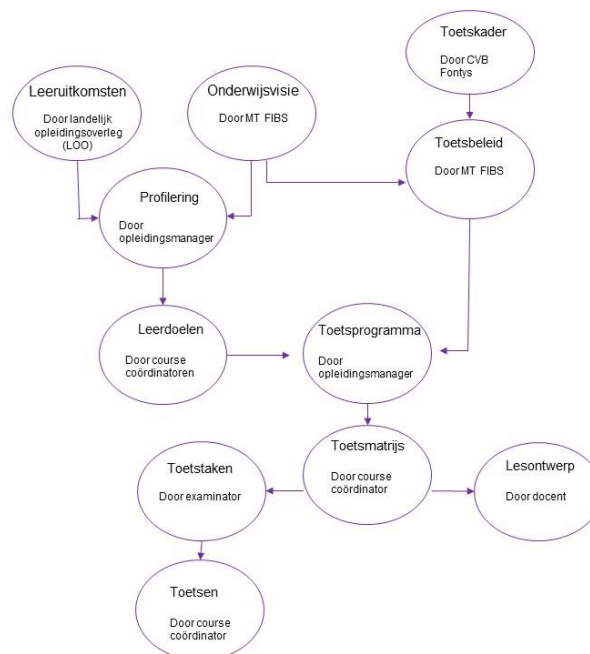 Toetskader
Door CVB
Fontys
Leeruitkomsten
Door landelijk
opleidingsoverleg
(LOO)
Onderwijsvisie
Door MT FIBS
Toetsbeleid
Door MT FIBS
Profilering
Door
opleidingsmanager
Leerdoelen
Door course
coördinatoren
Toetsprogramma
Door
opleidingsmanager
Toetsmatrijs
Door course
coördinator
Toetstaken
Door examinator
Lesontwerp
Door docent
Toetsen
Door course
coördinator